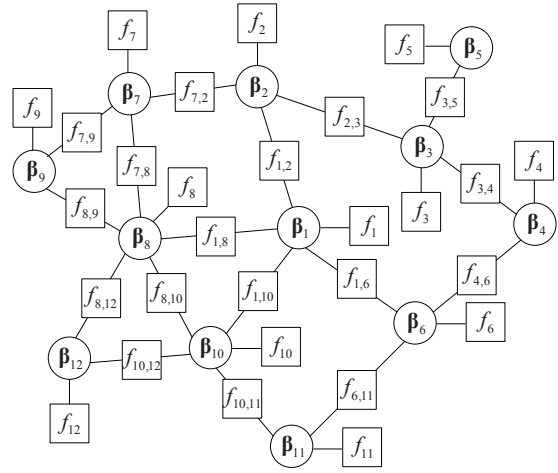 f₇
f₂
f₅
β₅
β₇
f₇,₂
β₂
f₃,₅
f₉
f₇,₉
f₂,₃
β₃
f₁,₂
f₇,₈
f₄
β₉
f₈
f₃,₄
f₈,₉
f₃
β₈
f₁,₈
β₁
f₁
β₄
f₈,₁₂
f₈,₁₀
f₁,₁₀
f₁,₆
f₄,₆
β₆
f₆
β₁₂
f₁₀,₁₂
β₁₀
f₁₀
f₁₀,₁₁
f₆,₁₁
f₁₂
β₁₁
f₁₁